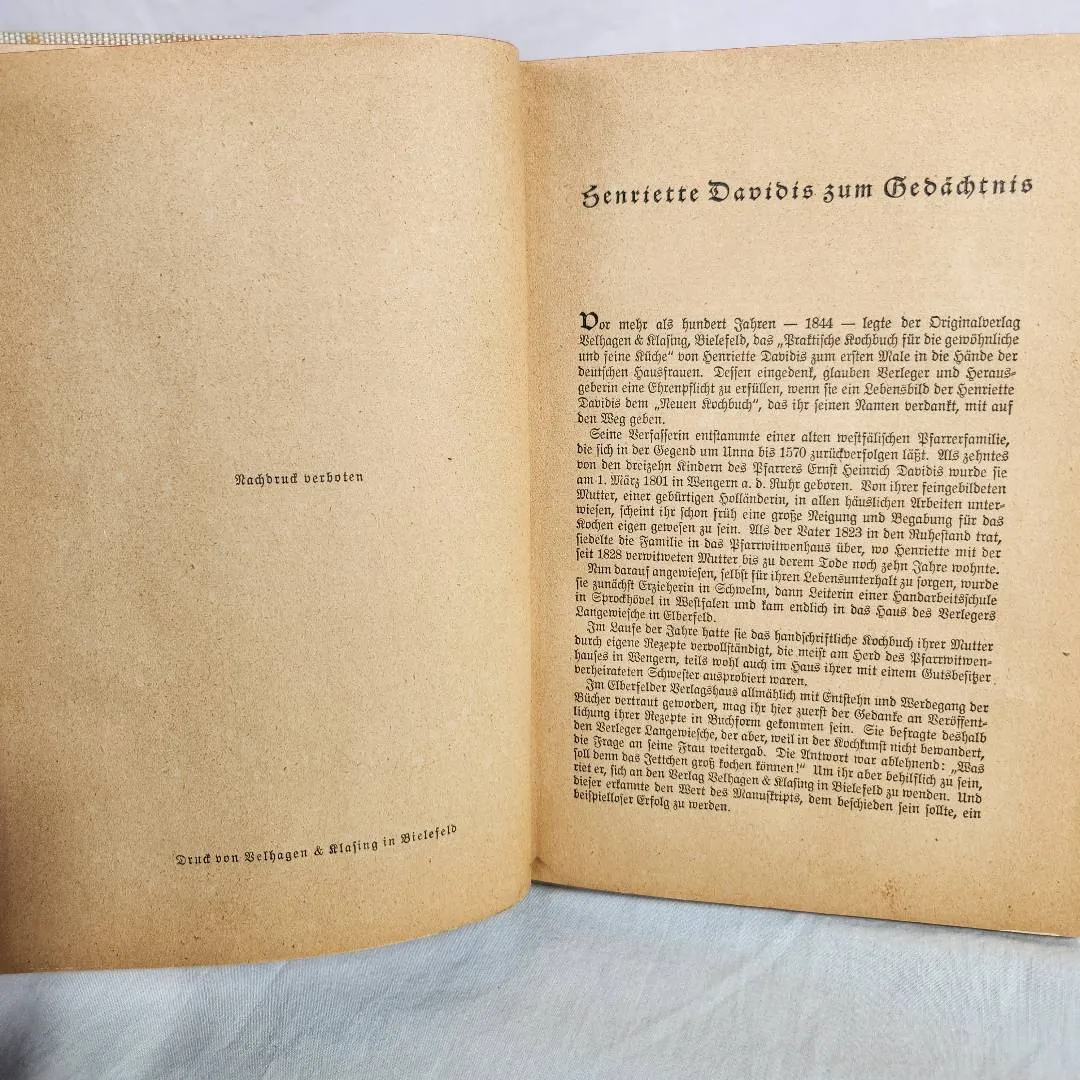 Nachdruck verboten
Druck von Velhagen & Klasing in Bielefeld
Henriette Davidis zum Gedächtnis
Vor mehr als hundert Jahren — 1844 — legte der Originalverlag
Velhagen & Klasing, Bielefeld, das „Praktische Kochbuch für die gewöhnliche
und feine Küche“ von Henriette Davidis zum ersten Male in die Hände der
deutschen Hausfrauen. Dessen eingedenk, glauben Verleger und Heraus-
geberin eine Ehrenpflicht zu erfüllen, wenn sie ein Lebensbild der Henriette
Davidis dem „Neuen Kochbuch“, das ihr seinen Namen verdankt, mit auf
den Weg geben.
Seine Verfasserin entstammte einer alten westfälischen Pfarrerfamilie,
die sich in der Gegend um Unna bis 1570 zurückverfolgen läßt. Als zehntes
von den dreizehn Kindern des Pfarrers Ernst Heinrich Davidis wurde sie
am 1. März 1801 in Wengern a. d. Ruhr geboren. Von ihrer feingebildeten
Mutter, einer gebürtigen Holländerin, in allen häuslichen Arbeiten unter-
wiesen, scheint ihr schon früh eine große Neigung und Begabung für das
Kochen eigen gewesen zu sein. Als der Vater 1823 in den Ruhestand trat,
siedelte die Familie in das Pfarrwitwenhaus über, wo Henriette mit der
seit 1828 verwitweten Mutter bis zu derem Tode noch zehn Jahre wohnte.
Nun darauf angewiesen, selbst für ihren Lebensunterhalt zu sorgen, wurde
sie zunächst Erzieherin in Schwelm, dann Leiterin einer Handarbeitsschule
in Sprockhövel in Westfalen und kam endlich in das Haus des Verlegers
Langewiesche in Elberfeld.
Im Laufe der Jahre hatte sie das handschriftliche Kochbuch ihrer Mutter
durch eigene Rezepte vervollständigt, die meist am Herd des Pfarrwitwen-
hauses in Wengern, teils wohl auch im Haus ihrer mit einem Gutsbesitzer
verheirateten Schwester ausprobiert waren.
Im Elberfelder Verlagshaus allmählich mit Entstehn und Werdegang der
Bücher vertraut geworden, mag ihr hier zuerst der Gedanke an Veröffent-
lichung ihrer Rezepte in Buchform gekommen sein. Sie befragte deshalb
den Verleger Langewiesche, der aber, weil in der Kochkunst nicht bewandert,
die Frage an seine Frau weitergab. Die Antwort war ablehnend: „Was
soll denn das Jettchen groß kochen können!“ Um ihr aber behilflich zu sein,
riet er, sich an den Verlag Velhagen & Klasing in Bielefeld zu wenden. Und
dieser erkannte den Wert des Manuskripts, dem beschieden sein sollte, ein
beispielloser Erfolg zu werden.